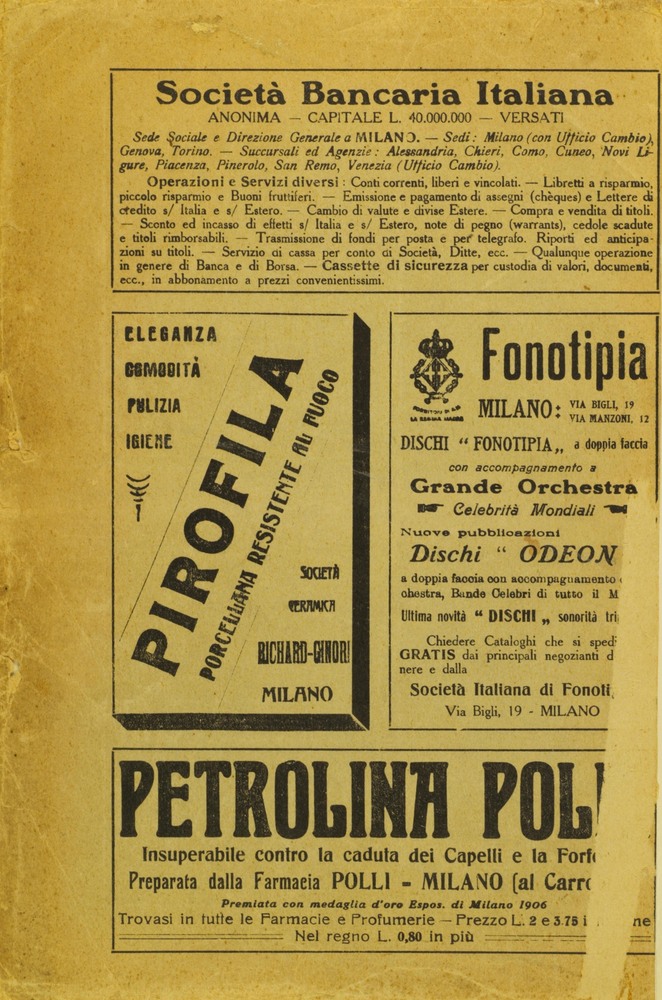 Società Bancaria Italiana
ANONIMA — CAPITALE L. 40.000.000 — VERSATI
Sede Sociale e Direzione Generale a MILANO. — Sedi: Milano (con Ufficio Cambio),
Genova, Torino. — Succursali ed Agenzie: Alessandria, Chieri, Como, Cuneo, Novi Li-
gure, Piacenza, Pinerolo, San Remo, Venezia (Ufficio Cambio).
Operazioni e Servizi diversi: Conti correnti, liberi e vincolati. — Libretti a risparmio,
piccolo risparmio e Buoni fruttiferi. — Emissione e pagamento di assegni (chèques) e Lettere di
credito s/ Italia e s/ Estero. — Cambio di valute e divise Estere. — Compra e vendita di titoli.
— Sconto ed incasso di effetti s/ Italia e s/ Estero, note di pegno (warrants), cedole scadute
e titoli rimborsabili. — Trasmissione di fondi per posta e per telegrafo. Riporti ed anticipa-
zioni su titoli. — Servizio di cassa per conto di Società, Ditte, ecc. — Qualunque operazione
in genere di Banca e di Borsa. — Cassette di sicurezza per custodia di valori, documenti,
ecc., in abbonamento a prezzi convenientissimi.
ELEGANZA
COMODITÀ
PULIZIA
IGIENE
PIROFILA
PORCELLANA RESISTENTE AL FUOCO
SOCIETÀ
CERAMICA
RICHARD-GINORI
MILANO
Fonotipia
MILANO: VIA BIGLI, 19
VIA MANZONI, 12
DISCHI “ FONOTIPIA „ a doppia faccia
con accompagnamento a
Grande Orchestra
Celebrità Mondiali
Nuove pubblicazioni
Dischi “ ODEON
a doppia faccia con accompagnamento
chestra, Bande Celebri di tutto il M
Ultima novità “ DISCHI „ sonorità tri
Chiedere Cataloghi che si spedi
GRATIS dai principali negozianti d
nere e dalla
Società Italiana di Fonoti
Via Bigli, 19 - MILANO
PETROLINA POLL
Insuperabile contro la caduta dei Capelli e la Forf
Preparata dalla Farmacia POLLI - MILANO (al Carro
Premiata con medaglia d'oro Espos. di Milano 1906
Trovasi in tutte le Farmacie e Profumerie — Prezzo L. 2 e 3.75 i ne
Nel regno L. 0,80 in più